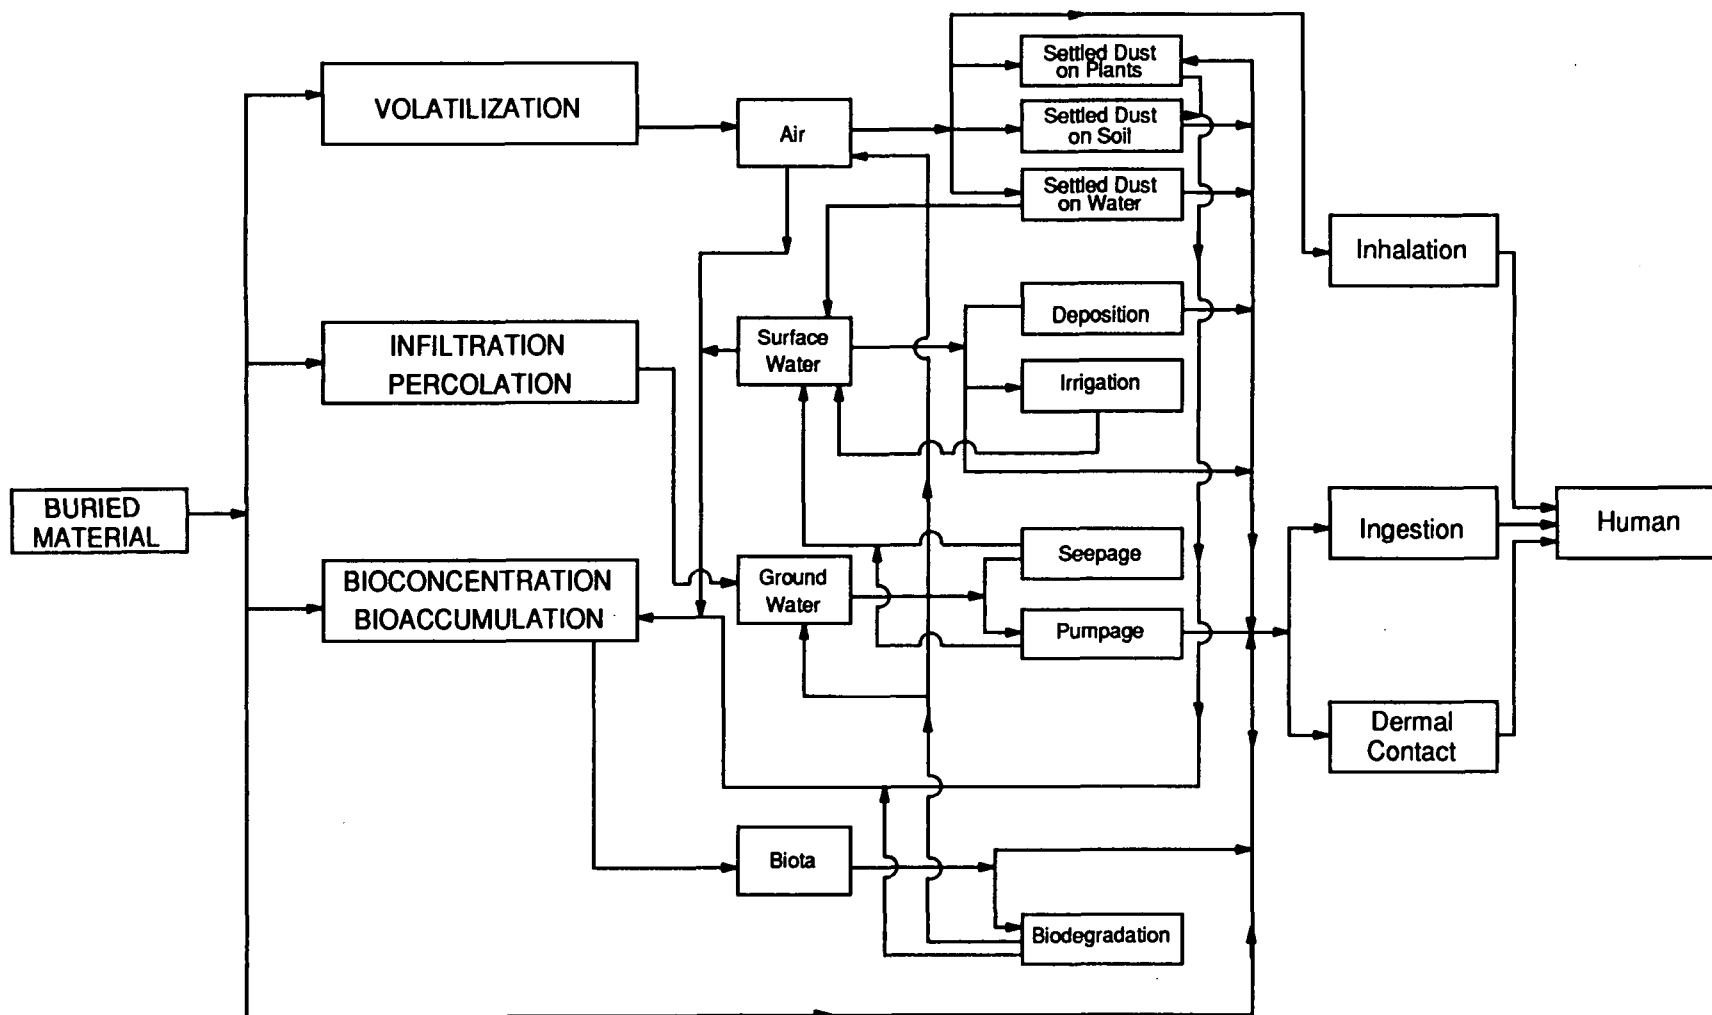 BURIED
MATERIAL
VOLATILIZATION
INFILTRATION
PERCOLATION
BIOCONCENTRATION
BIOACCUMULATION
Air
Surface
Water
Ground
Water
Biota
Settled Dust
on Plants
Settled Dust
on Soil
Settled Dust
on Water
Deposition
Irrigation
Seepage
Pumpage
Biodegradation
Inhalation
Ingestion
Dermal
Contact
Human